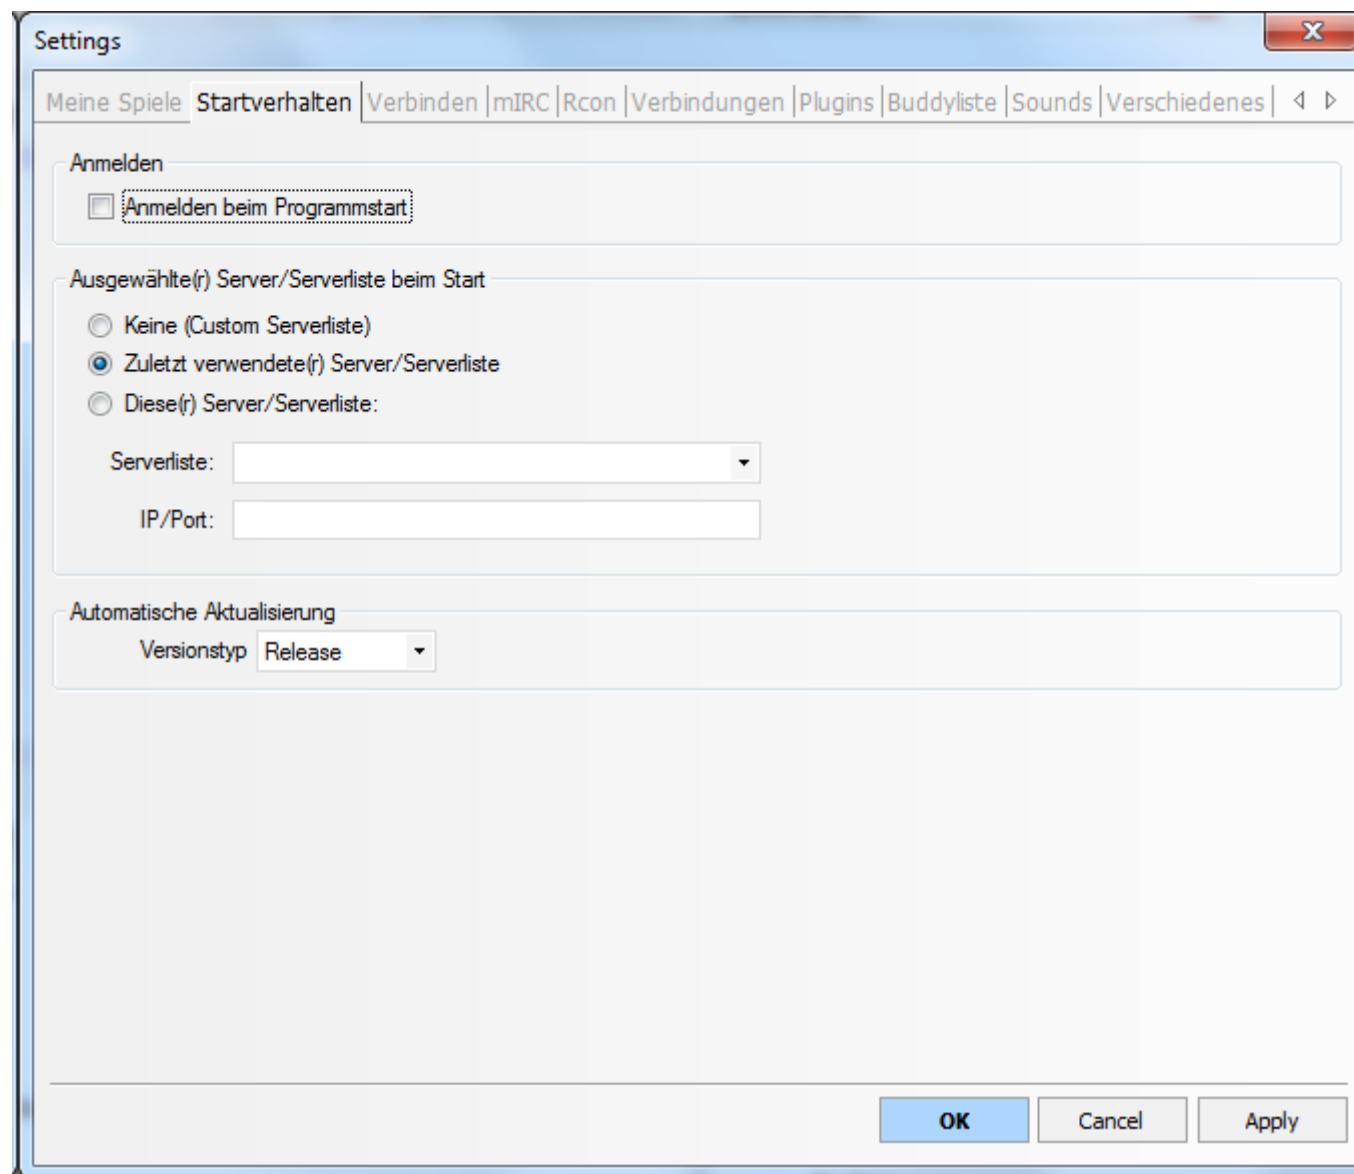 Settings
Meine Spiele Startverhalten Verbinden mIRC Rcon Verbindungen Plugins Buddyliste Sounds Verschiedenes
Anmelden
Anmelden beim Programmstart
Ausgewählte(r) Server/Serverliste beim Start
Keine (Custom Serverliste)
Zuletzt verwendete(r) Server/Serverliste
Diese(r) Server/Serverliste:
Serverliste:
IP/Port:
Automatische Aktualisierung
Versionstyp Release
OK Cancel Apply